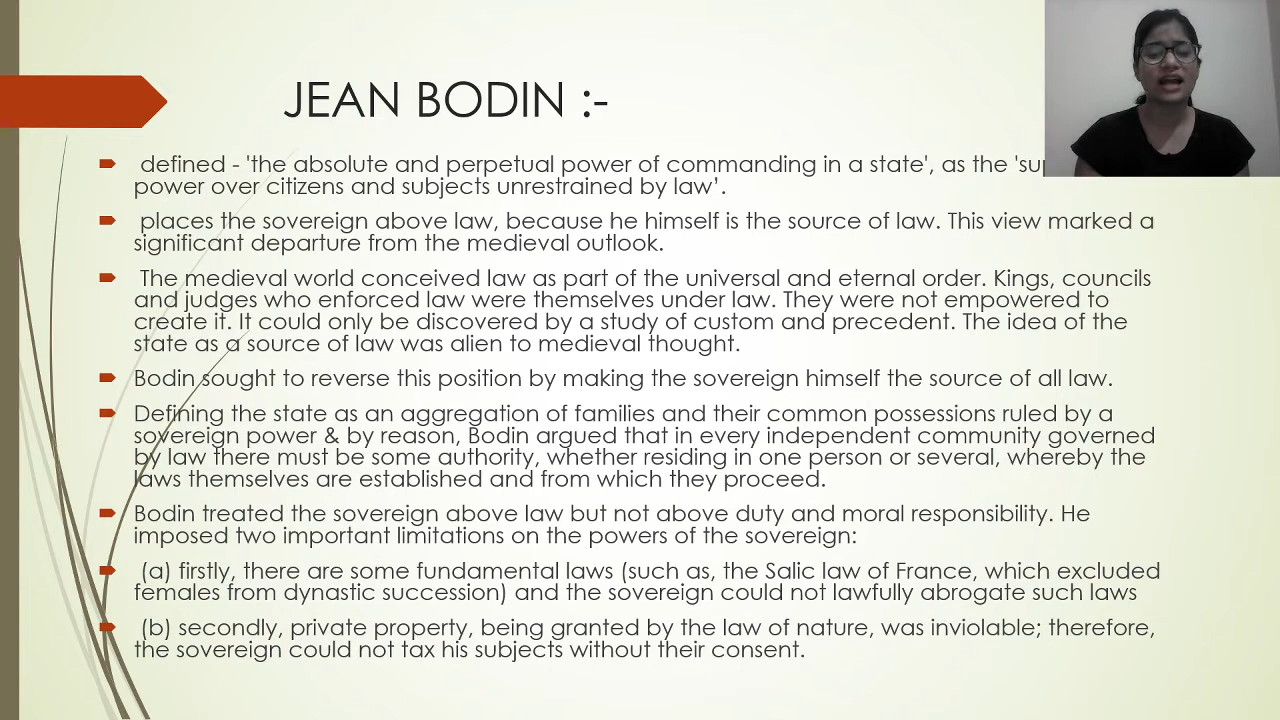 JEAN BODIN :-
defined - 'the absolute and perpetual power of commanding in a state', as the
power over citizens and subjects unrestrained by law’.
places the sovereign above law, because he himself is the source of law. This view marked a
significant departure from the medieval outlook.
The medieval world conceived law as part of the universal and eternal order. Kings, councils
and judges who enforced law were themselves under law. They were not empowered to
create it. It could only be discovered by a study of custom and precedent. The idea of the
state as a source of law was alien to medieval thought.
Bodin sought to reverse this position by making the sovereign himself the source of all law.
Defining the state as an aggregation of families and their common possessions ruled by a
sovereign power & by reason, Bodin argued that in every independent community governed
by law there must be some authority, whether residing in one person or several, whereby the
laws themselves are established and from which they proceed.
Bodin treated the sovereign above law but not above duty and moral responsibility. He
imposed two important limitations on the powers of the sovereign:
(a) firstly, there are some fundamental laws (such as, the Salic law of France, which excluded
females from dynastic succession) and the sovereign could not lawfully abrogate such laws
(b) secondly, private property, being granted by the law of nature, was inviolable; therefore,
the sovereign could not tax his subjects without their consent.